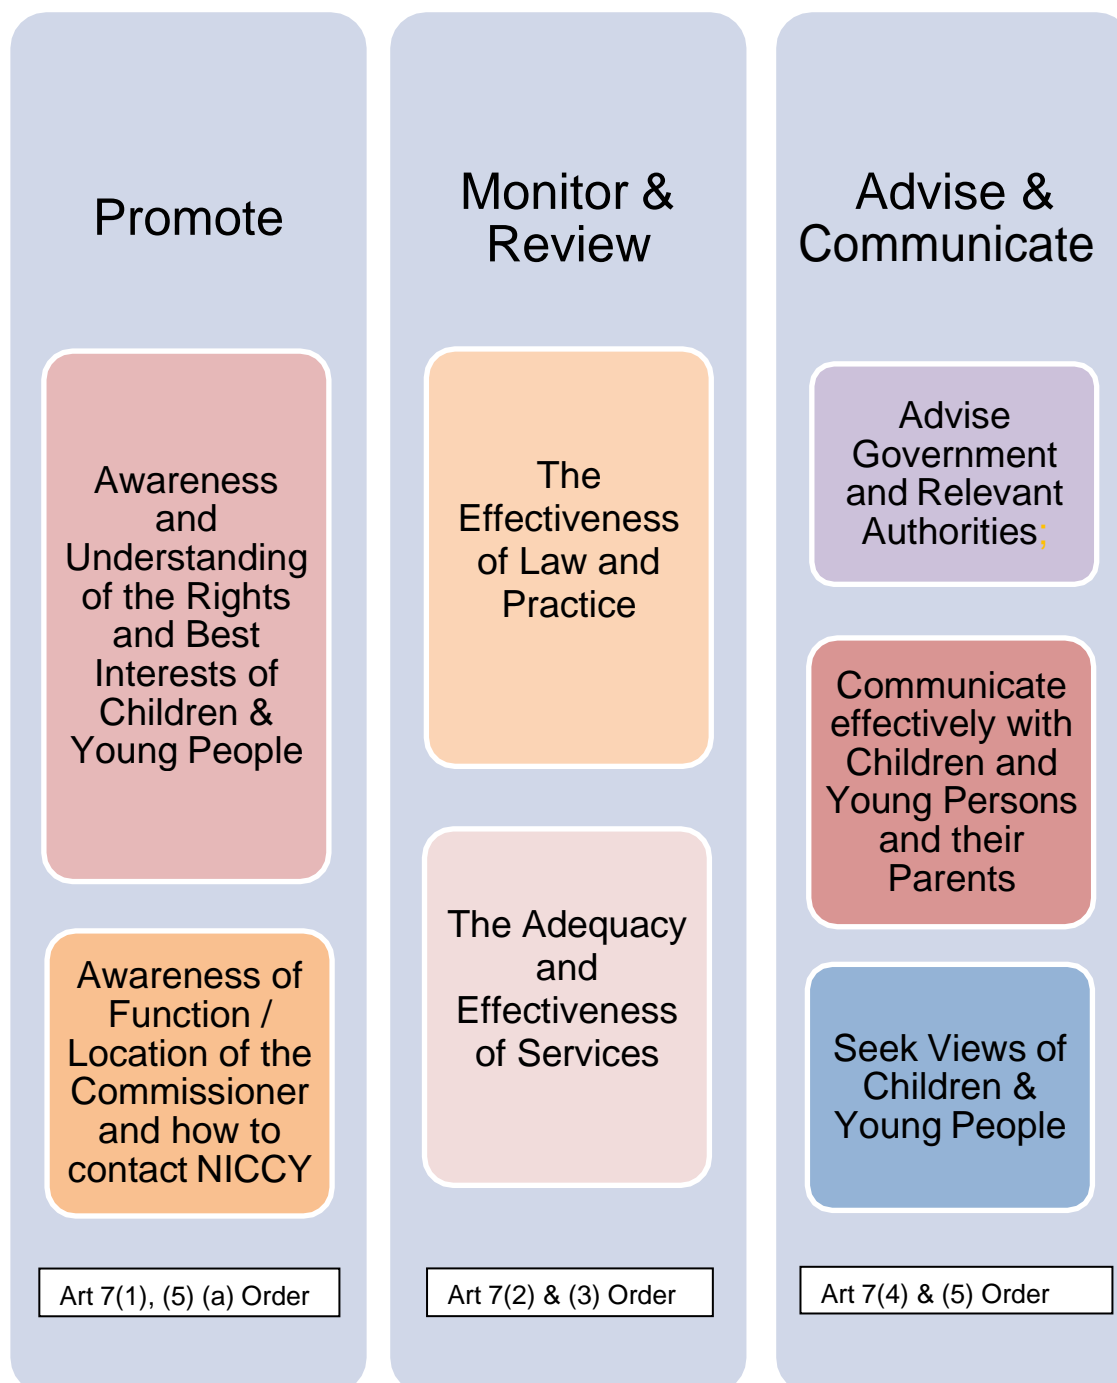 Promote
Awareness
and
Understanding
of the Rights
and Best
Interests of
Children &
Young People
Awareness of
Function /
Location of the
Commissioner
and how to
contact NICCY
Art 7(1), (5) (a) Order
Monitor &
Review
The
Effectiveness
of Law and
Practice
The Adequacy
and
Effectiveness
of Services
Art 7(2) & (3) Order
Advise &
Communicate
Advise
Government
and Relevant
Authorities;
Communicate
effectively with
Children and
Young Persons
and their
Parents
Seek Views of
Children &
Young People
Art 7(4) & (5) Order